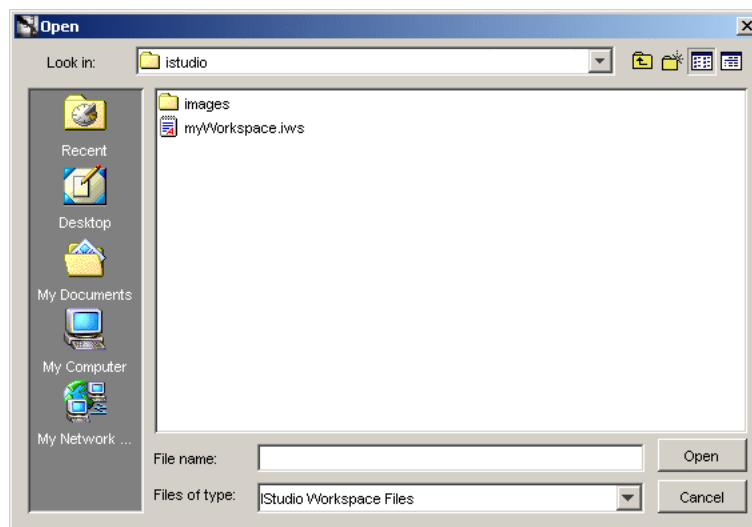 Open
Look in:
istudio
Recent
Desktop
My Documents
My Computer
My Network ...
images
myWorkspace.iws
File name:
Open
Files of type:
IStudio Workspace Files
Cancel